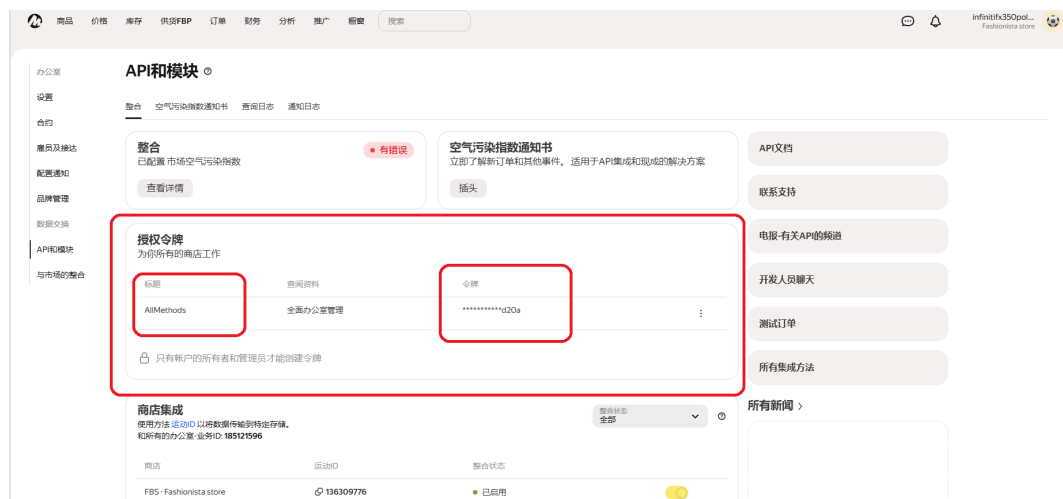 商品 价格 库存 供货FBP 订单 财务 分析 推广 橱窗 搜索
infinitifx350pol...
Fashionista store
办公室
设置
合约
雇员及接达
配置通知
品牌管理
数据交换
API和模块
与市场的整合
API和模块
整合 空气污染指数通知书 查询日志 通知日志
整合
已配置 市场空气污染指数
有错误
查看详情
空气污染指数通知书
立即了解新订单和其他事件。 适用于API集成和现成的解决方案
插头
授权令牌
为你所有的商店工作
标题 查阅资料 令牌
AllMethods 全面办公室管理 ***********d20a
只有帐户的所有者和管理员才能创建令牌
商店集成
使用方法 运动ID 以将数据传输到特定存储。
和所有的办公室-业务ID: 185121596
整合状态
全部
商店 运动ID 整合状态
FBS · Fashionista store 136309776 已启用
API文档
联系支持
电报-有关API的频道
开发人员聊天
测试订单
所有集成方法
所有新闻 ›